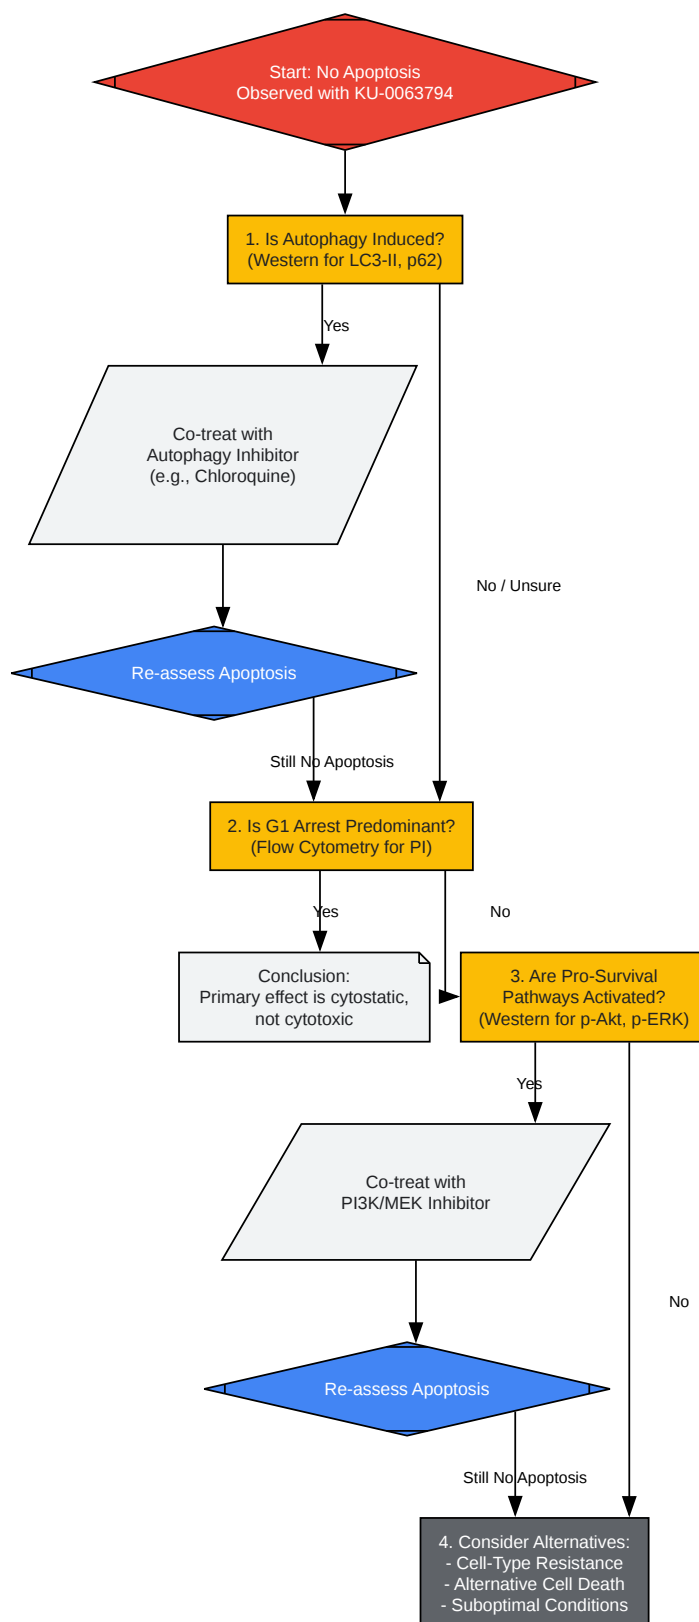 Start: No Apoptosis
Observed with KU-0063794
1. Is Autophagy Induced?
(Western for LC3-II, p62)
Yes
Co-treat with
Autophagy Inhibitor
(e.g., Chloroquine)
No / Unsure
Re-assess Apoptosis
Still No Apoptosis
2. Is G1 Arrest Predominant?
(Flow Cytometry for PI)
Yes
No
Conclusion:
Primary effect is cytostatic,
not cytotoxic
3. Are Pro-Survival
Pathways Activated?
(Western for p-Akt, p-ERK)
Yes
Co-treat with
PI3K/MEK Inhibitor
No
Re-assess Apoptosis
Still No Apoptosis
4. Consider Alternatives:
- Cell-Type Resistance
- Alternative Cell Death
- Suboptimal Conditions